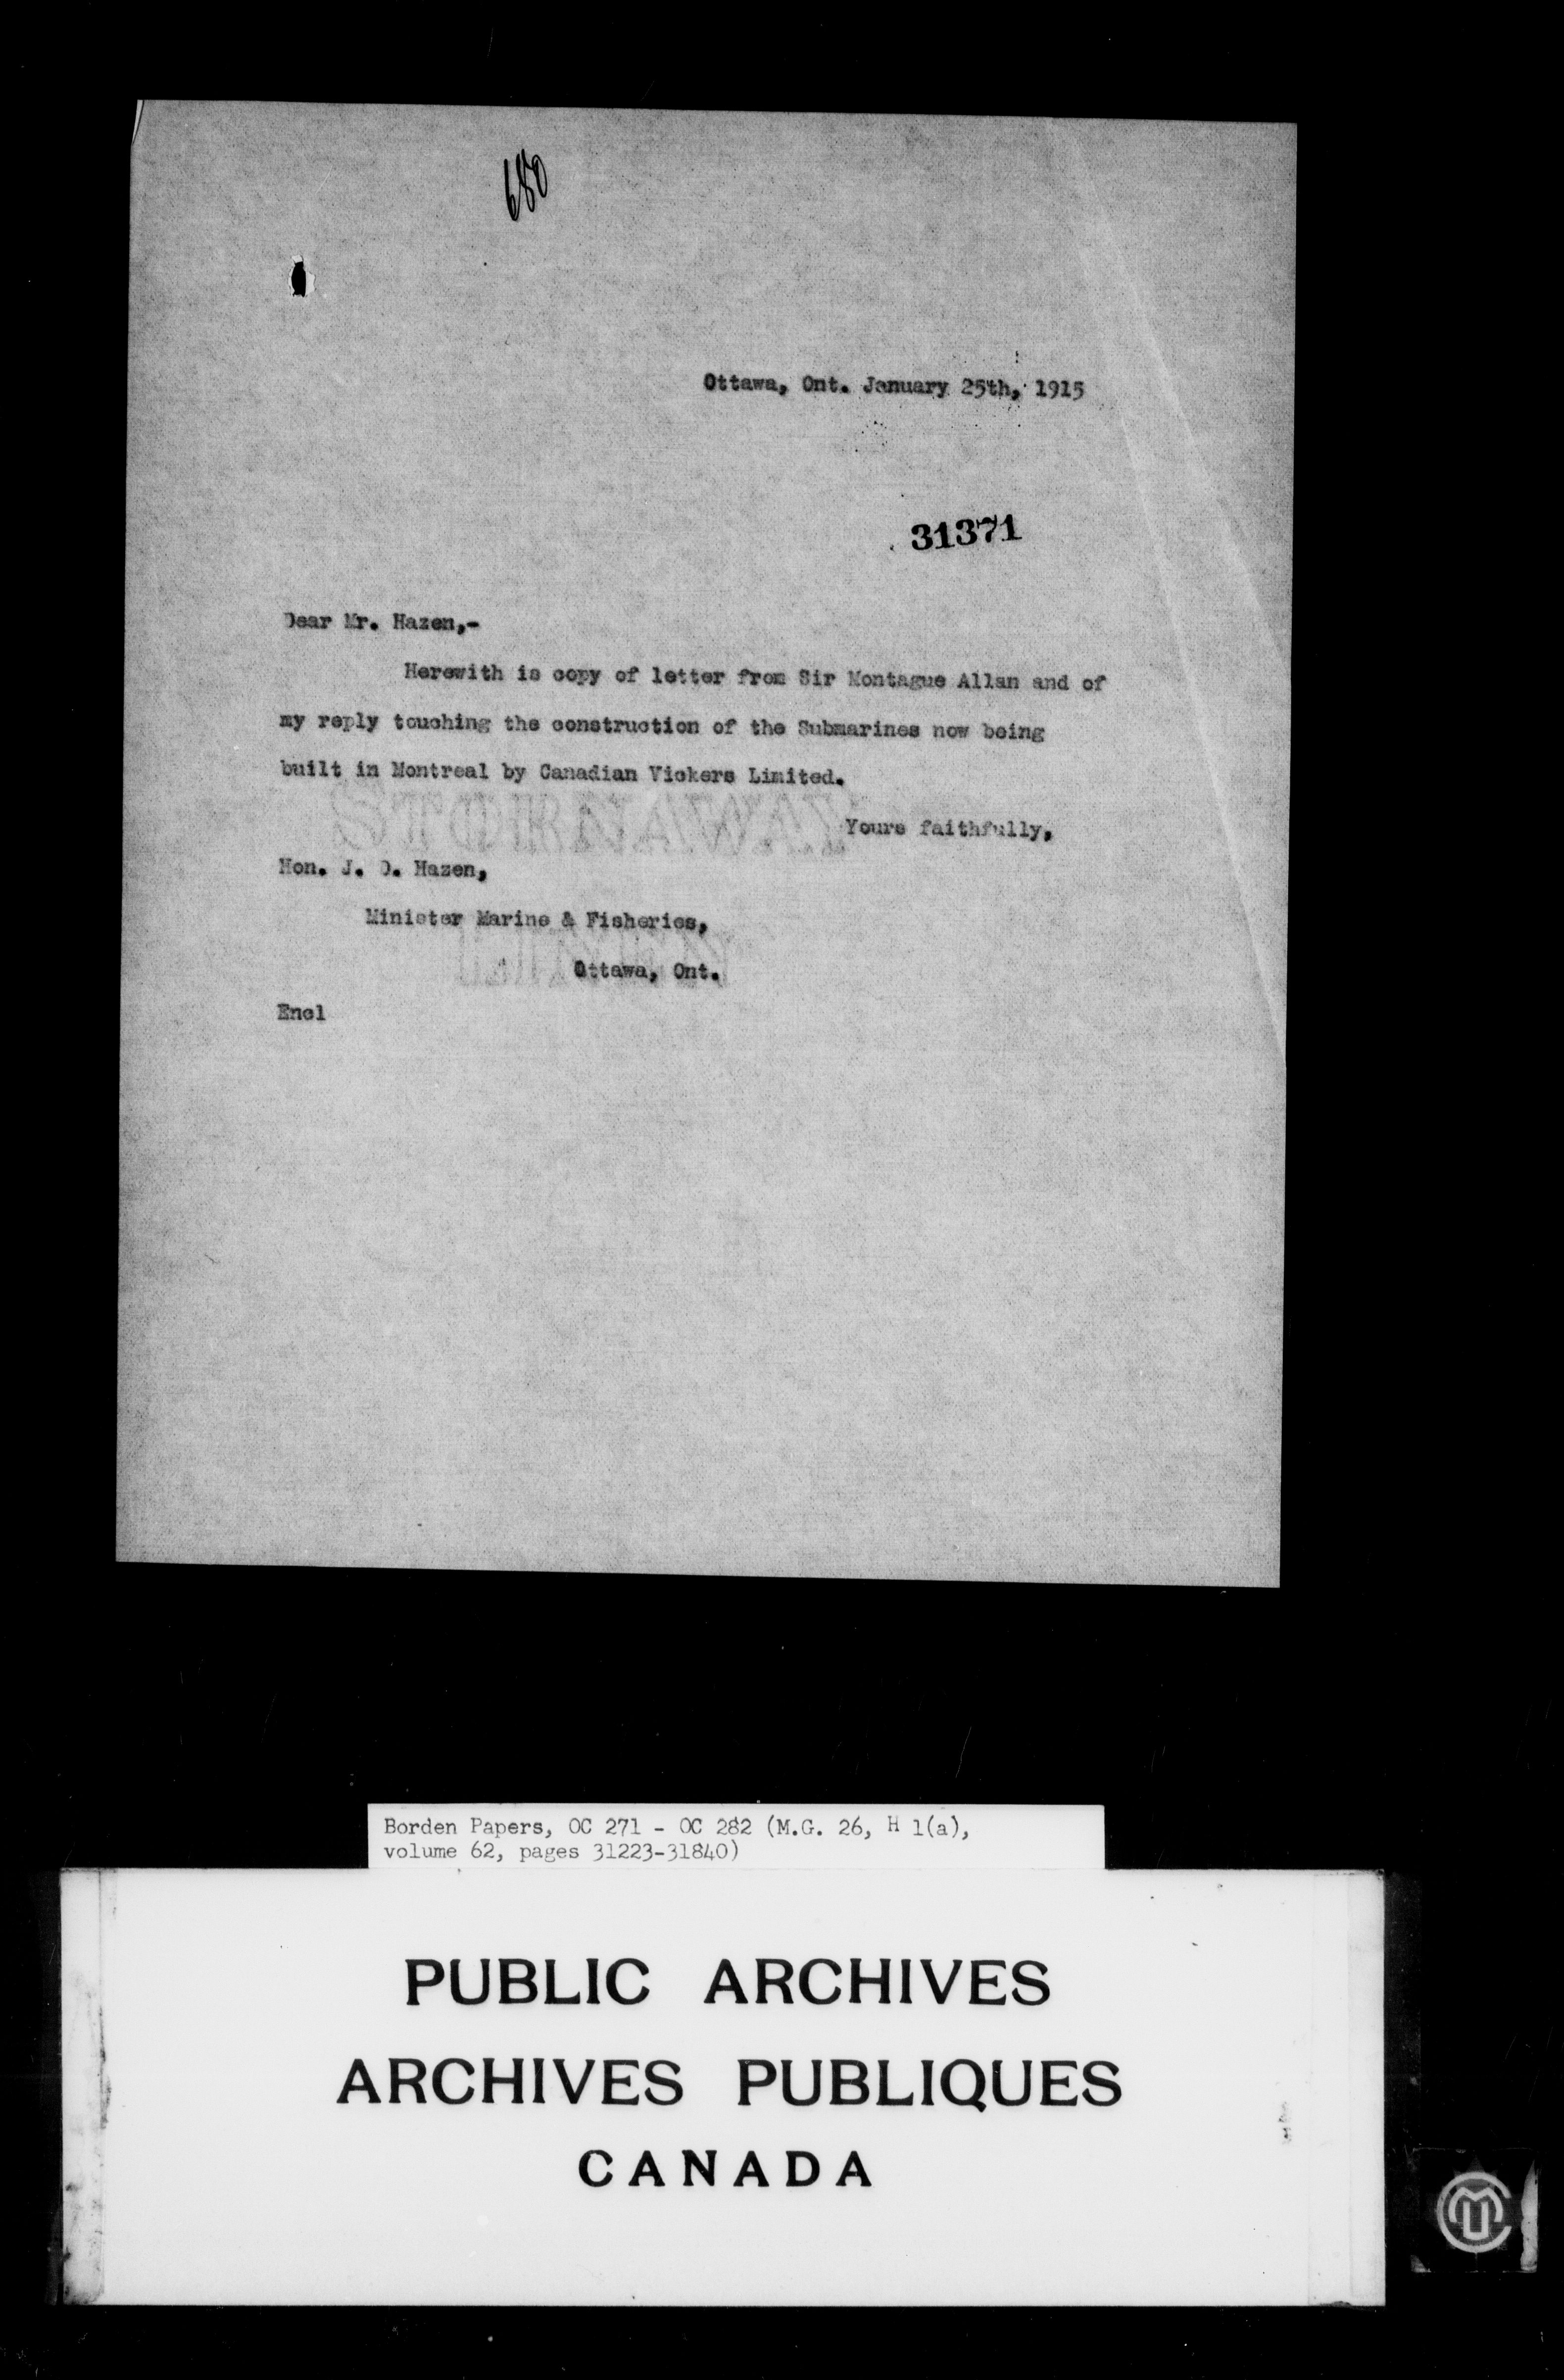 680
Ottawa, Ont. January 25th, 1915
31371
Dear Mr. Hazen,-
Herewith is copy of letter from Sir Montague Allan and of
my reply touching the construction of the Submarines now being
built in Montreal by Canadian Vickers Limited.
Yours faithfully,
Hon. J. D. Hazen,
Minister Marine & Fisheries,
Ottawa, Ont.
Encl
Borden Papers, OC 271 - OC 282 (M.G. 26, H 1(a),
volume 62, pages 31223-31840)
PUBLIC ARCHIVES
ARCHIVES PUBLIQUES
CANADA